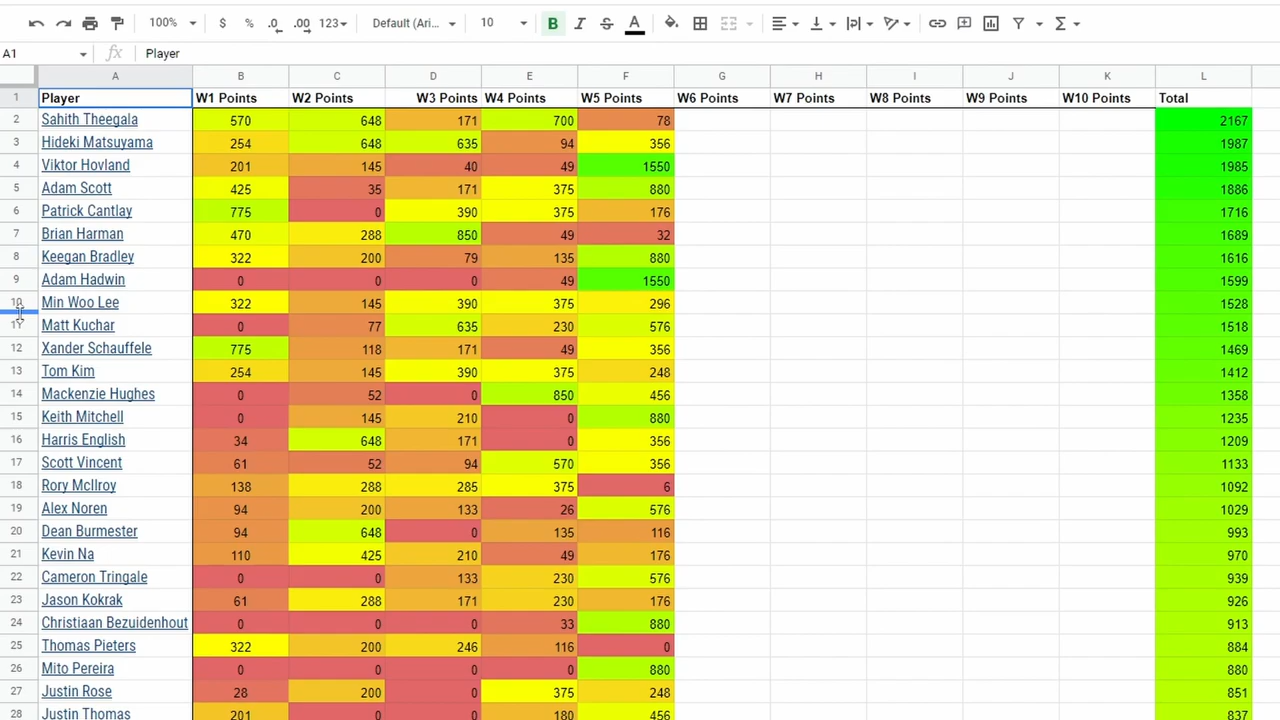 100% $ % .0 .00 123 Default (Ari... 10 B I S A
A1 fx Player
A B C D E F G H I J K L
1 Player W1 Points W2 Points W3 Points W4 Points W5 Points W6 Points W7 Points W8 Points W9 Points W10 Points Total
2 Sahith Theegala 570 648 171 700 78 2167
3 Hideki Matsuyama 254 648 635 94 356 1987
4 Viktor Hovland 201 145 40 49 1550 1985
5 Adam Scott 425 35 171 375 880 1886
6 Patrick Cantlay 775 0 390 375 176 1716
7 Brian Harman 470 288 850 49 32 1689
8 Keegan Bradley 322 200 79 135 880 1616
9 Adam Hadwin 0 0 0 49 1550 1599
10 Min Woo Lee 322 145 390 375 296 1528
11 Matt Kuchar 0 77 635 230 576 1518
12 Xander Schauffele 775 118 171 49 356 1469
13 Tom Kim 254 145 390 375 248 1412
14 Mackenzie Hughes 0 52 0 850 456 1358
15 Keith Mitchell 0 145 210 0 880 1235
16 Harris English 34 648 171 0 356 1209
17 Scott Vincent 61 52 94 570 356 1133
18 Rory McIlroy 138 288 285 375 6 1092
19 Alex Noren 94 200 133 26 576 1029
20 Dean Burmester 94 648 0 135 116 993
21 Kevin Na 110 425 210 49 176 970
22 Cameron Tringale 0 0 133 230 576 939
23 Jason Kokrak 61 288 171 230 176 926
24 Christiaan Bezuidenhout 0 0 0 33 880 913
25 Thomas Pieters 322 200 246 116 0 884
26 Mito Pereira 0 0 0 0 880 880
27 Justin Rose 28 200 0 375 248 851
28 Justin Thomas 201 0 0 180 456 837